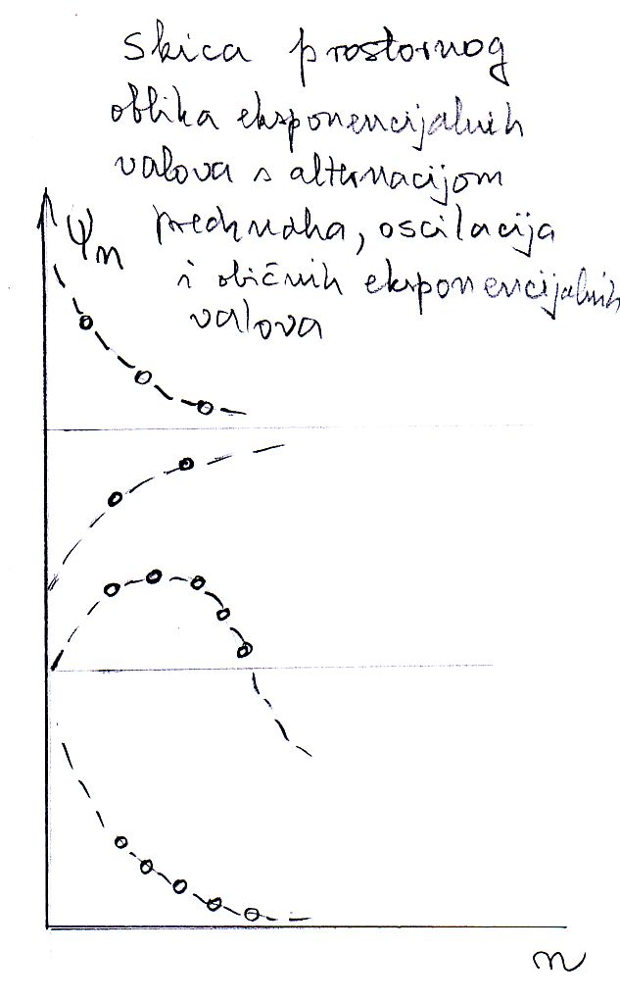 Skica prostornog
oblika eksponencijalnih
valova s alternacijom
ψn predznaka, oscilacija
i običnih eksponencijalnih
valova
n